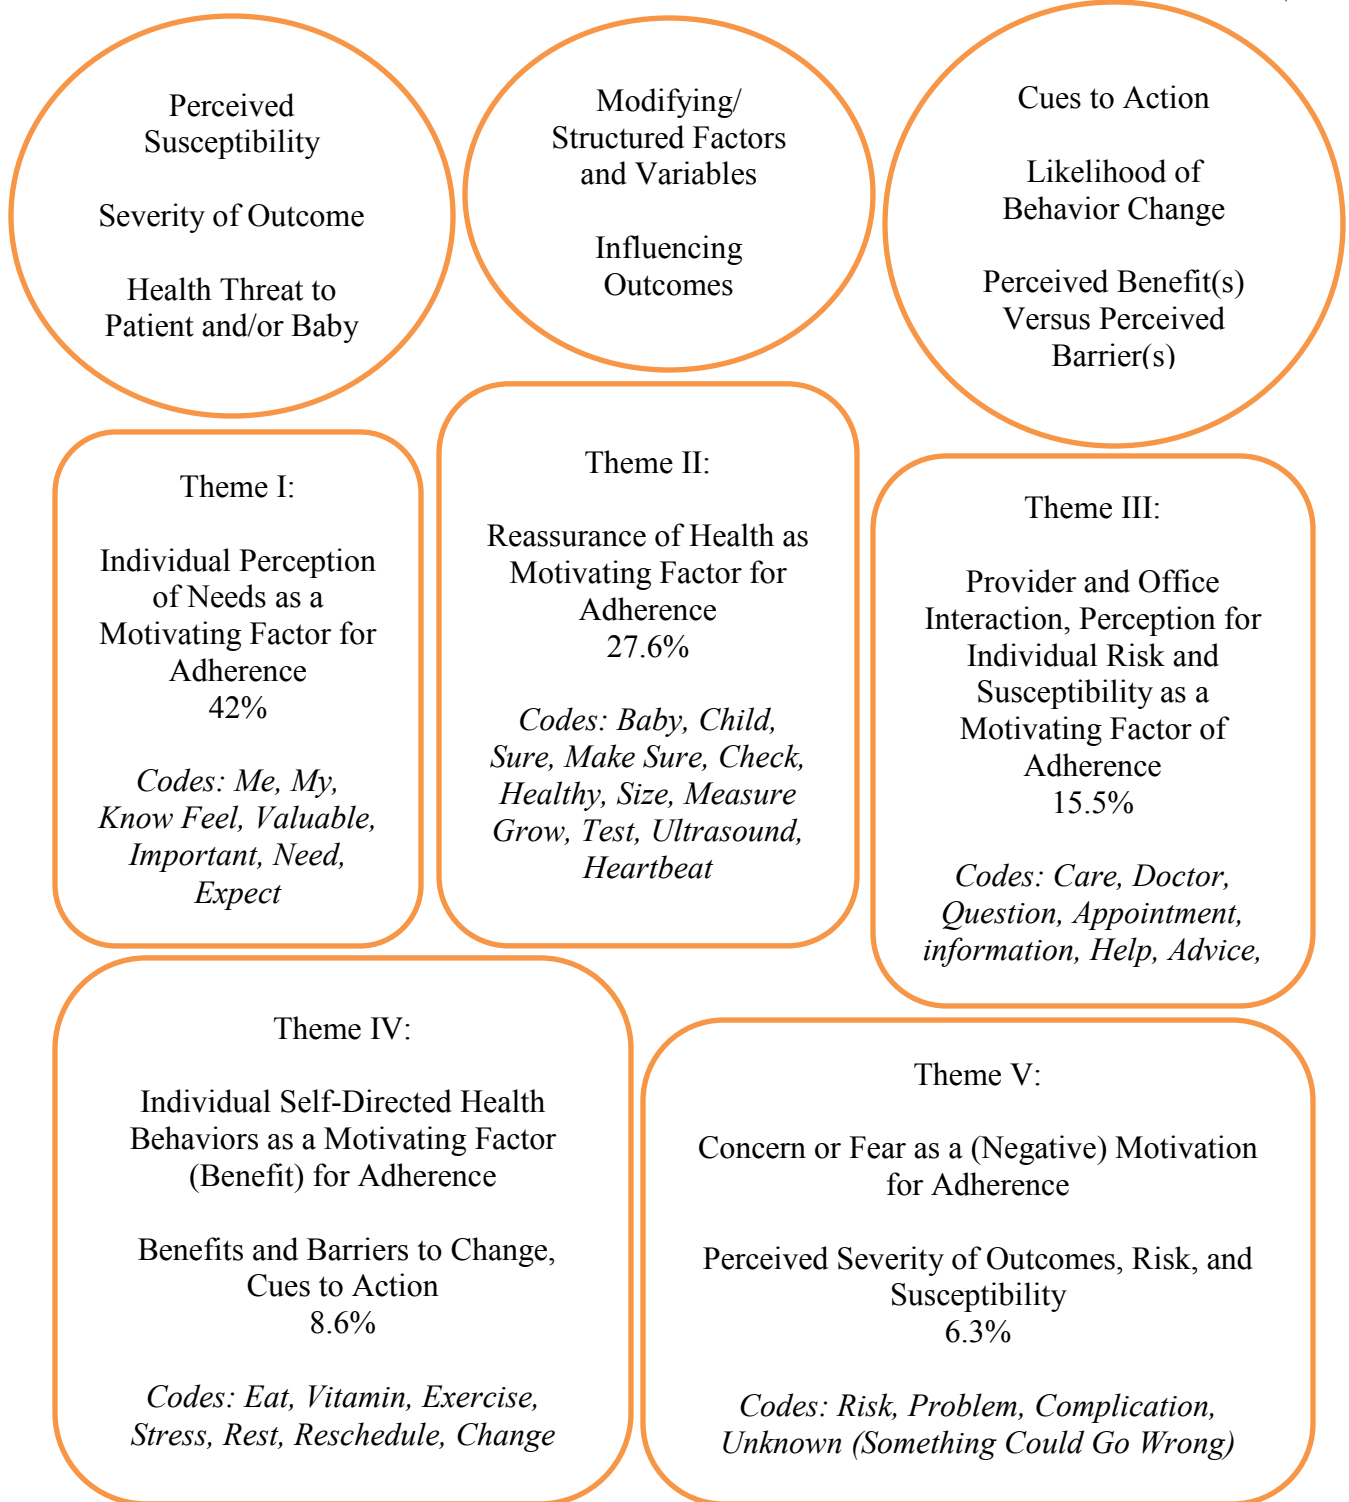 Perceived
Susceptibility
Severity of Outcome
Health Threat to
Patient and/or Baby
Modifying/
Structured Factors
and Variables
Influencing
Outcomes
Cues to Action
Likelihood of
Behavior Change
Perceived Benefit(s)
Versus Perceived
Barrier(s)
Theme I:
Individual Perception
of Needs as a
Motivating Factor for
Adherence
42%
Codes: Me, My,
Know Feel, Valuable,
Important, Need,
Expect
Theme II:
Reassurance of Health as
Motivating Factor for
Adherence
27.6%
Codes: Baby, Child,
Sure, Make Sure, Check,
Healthy, Size, Measure
Grow, Test, Ultrasound,
Heartbeat
Theme III:
Provider and Office
Interaction, Perception for
Individual Risk and
Susceptibility as a
Motivating Factor of
Adherence
15.5%
Codes: Care, Doctor,
Question, Appointment,
information, Help, Advice,
Theme IV:
Individual Self-Directed Health
Behaviors as a Motivating Factor
(Benefit) for Adherence
Benefits and Barriers to Change,
Cues to Action
8.6%
Codes: Eat, Vitamin, Exercise,
Stress, Rest, Reschedule, Change
Theme V:
Concern or Fear as a (Negative) Motivation
for Adherence
Perceived Severity of Outcomes, Risk, and
Susceptibility
6.3%
Codes: Risk, Problem, Complication,
Unknown (Something Could Go Wrong)